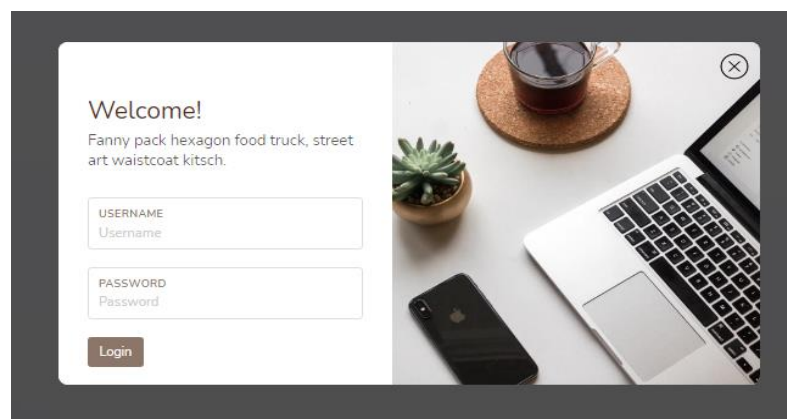 Welcome!
Fanny pack hexagon food truck, street
art waistcoat kitsch.
USERNAME
Username
PASSWORD
Password
Login